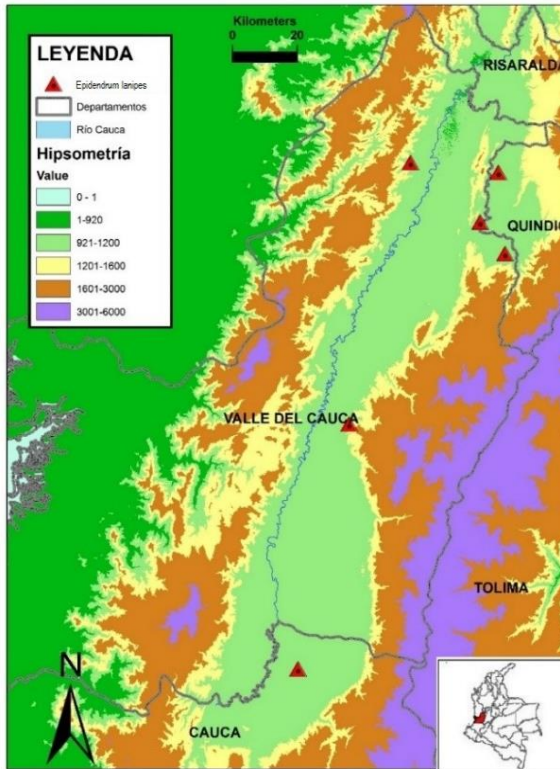 Kilometers
0 20
LEYENDA
Epidendrum lanipes
Departamentos
Río Cauca
Hipsometría
Value
0 - 1
1-920
921-1200
1201-1600
1601-3000
3001-6000
RISARALDA
QUINDIO
VALLE DEL CAUCA
TOLIMA
N
CAUCA